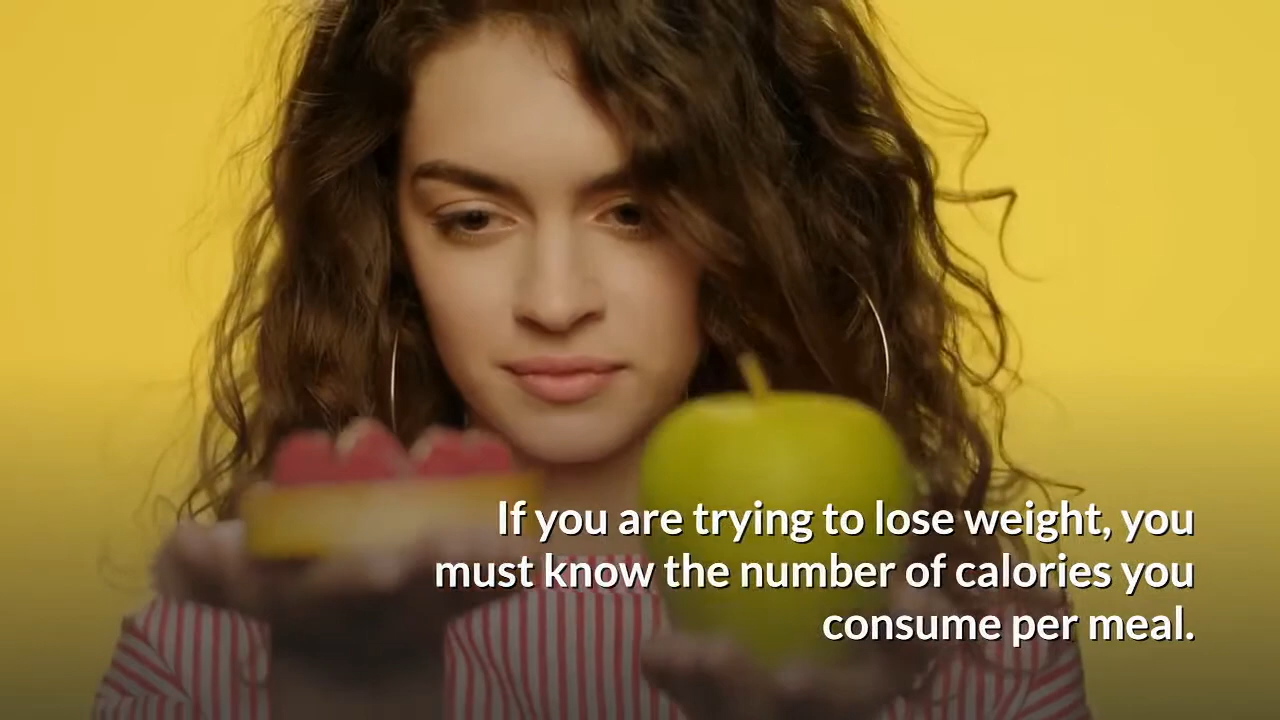 If you are trying to lose weight, you
must know the number of calories you
consume per meal.